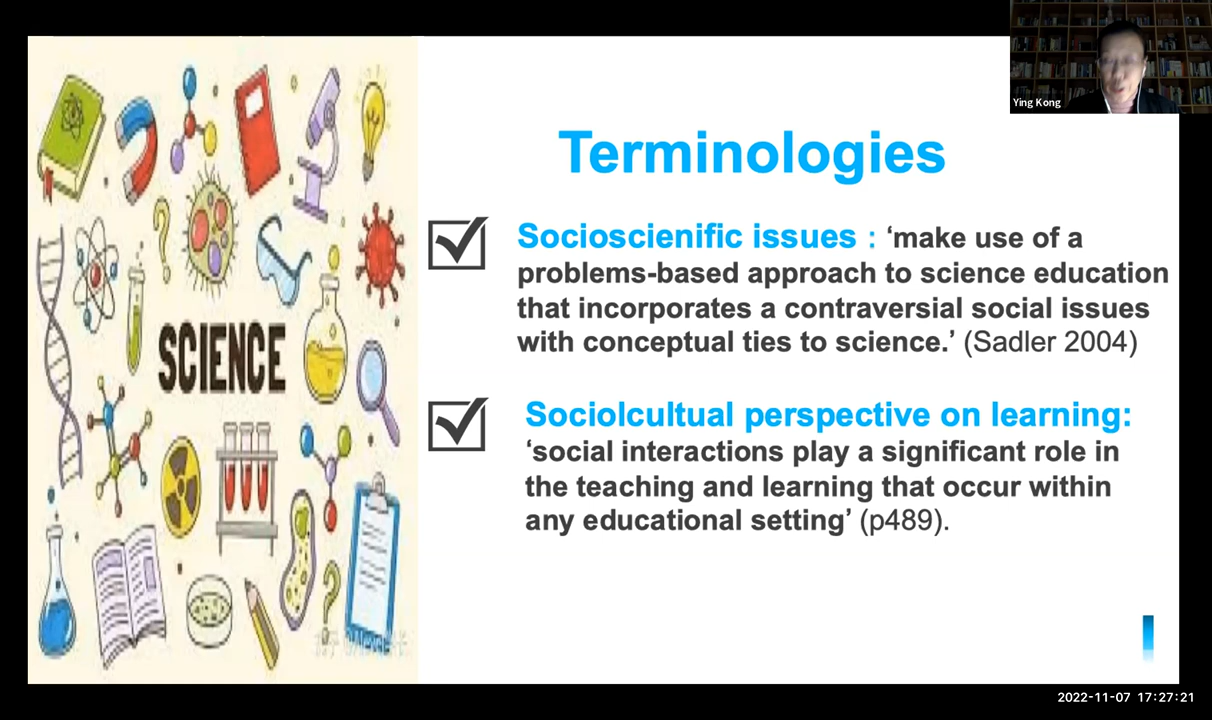 Ying Kong
Terminologies
SCIENCE
Socioscienific issues : ‘make use of a
problems-based approach to science education
that incorporates a contraversial social issues
with conceptual ties to science.’ (Sadler 2004)
Sociolcultual perspective on learning:
‘social interactions play a significant role in
the teaching and learning that occur within
any educational setting’ (p489).
2022-11-07 17:27:21